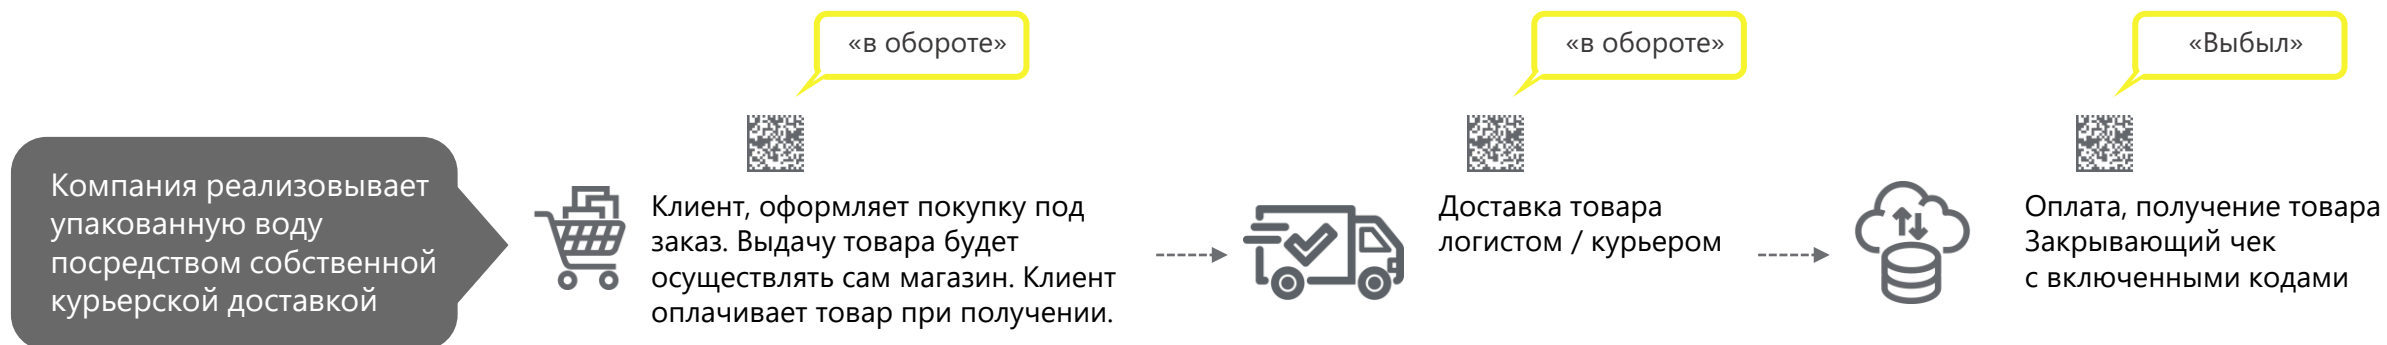 «в обороте»
«в обороте»
«Выбыл»
Компания реализовывает
упакованную воду
посредством собственной
курьерской доставкой
Клиент, оформляет покупку под
заказ. Выдачу товара будет
осуществлять сам магазин. Клиент
оплачивает товар при получении.
Доставка товара
логистом / курьером
Оплата, получение товара
Закрывающий чек
с включенными кодами